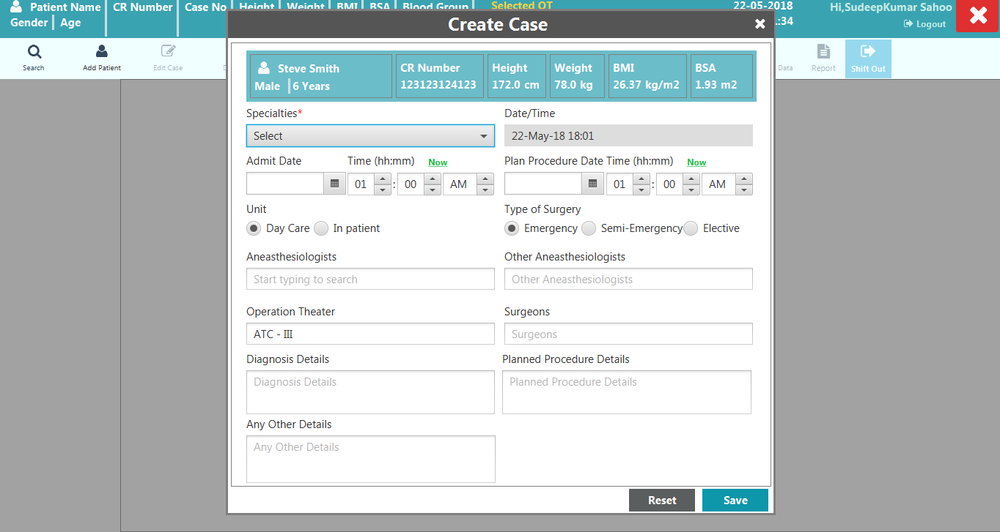 Patient Name CR Number Case No Height Weight BMI BSA Blood Group Selected OT 22-05-2018 Hi,SudeepKumar Sahoo
Gender Age :34 Logout
Create Case
Search Add Patient Edit Case Data Report Shift Out
Steve Smith CR Number Height Weight BMI BSA
Male 6 Years 123123124123 172.0 cm 78.0 kg 26.37 kg/m2 1.93 m2
Specialties* Date/Time
Select 22-May-18 18:01
Admit Date Time (hh:mm) Now Plan Procedure Date Time (hh:mm) Now
01 : 00 AM 01 : 00 AM
Unit Type of Surgery
Day Care In patient Emergency Semi-Emergency Elective
Aneasthesiologists Other Aneasthesiologists
Start typing to search Other Aneasthesiologists
Operation Theater Surgeons
ATC - III Surgeons
Diagnosis Details Planned Procedure Details
Diagnosis Details Planned Procedure Details
Any Other Details
Any Other Details
Reset Save